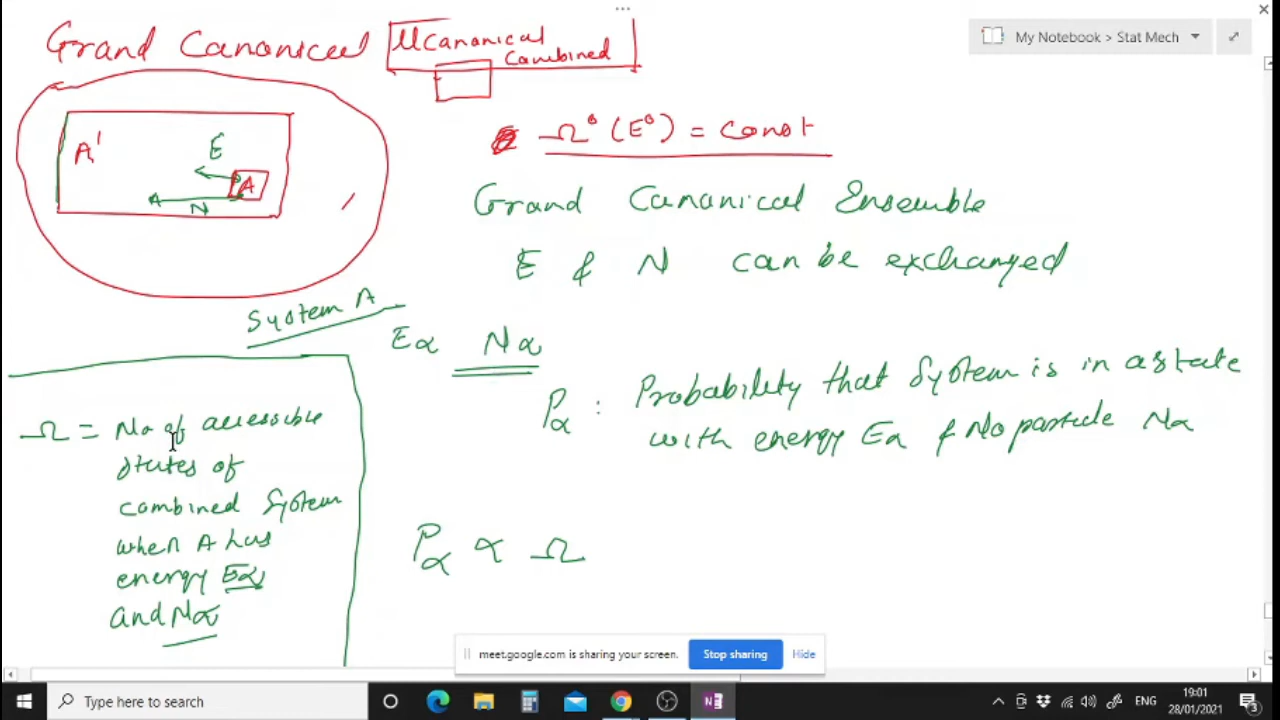 Grand Canonical
μCanonical
Combined
My Notebook > Stat Mech
A'
E
A
N
Ω° (E°) = const
Grand Canonical Ensemble
E & N can be exchanged
System A
Eα Nα
Pα : Probability that System is in a state
with energy Eα & No particle Nα
Ω = No of accessible
states of
combined System
when A has
energy Eα
and Nα
Pα ∝ Ω
meet.google.com is sharing your screen. Stop sharing Hide
Type here to search
ENG
19:01
28/01/2021
3